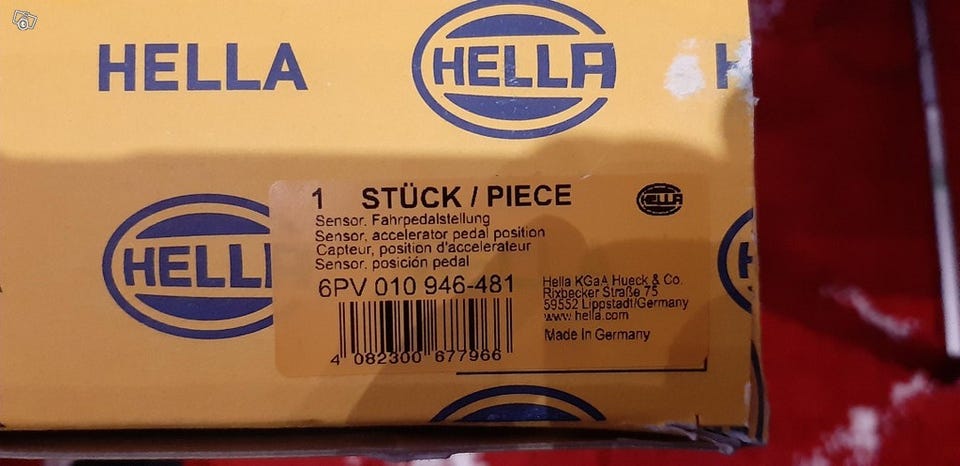 HELLA
HELLA
H
HELL
1 STÜCK / PIECE
HELLA
Sensor, Fahrpedalstellung
Sensor, accelerator pedal position
Capteur, position d'accelerateur
Sensor, posición pedal
6PV 010 946-481
4 082300 677966
Hella KGaA Hueck & Co.
Rixbecker Straße 75
59552 Lippstadt/Germany
www.hella.com
Made in Germany
H